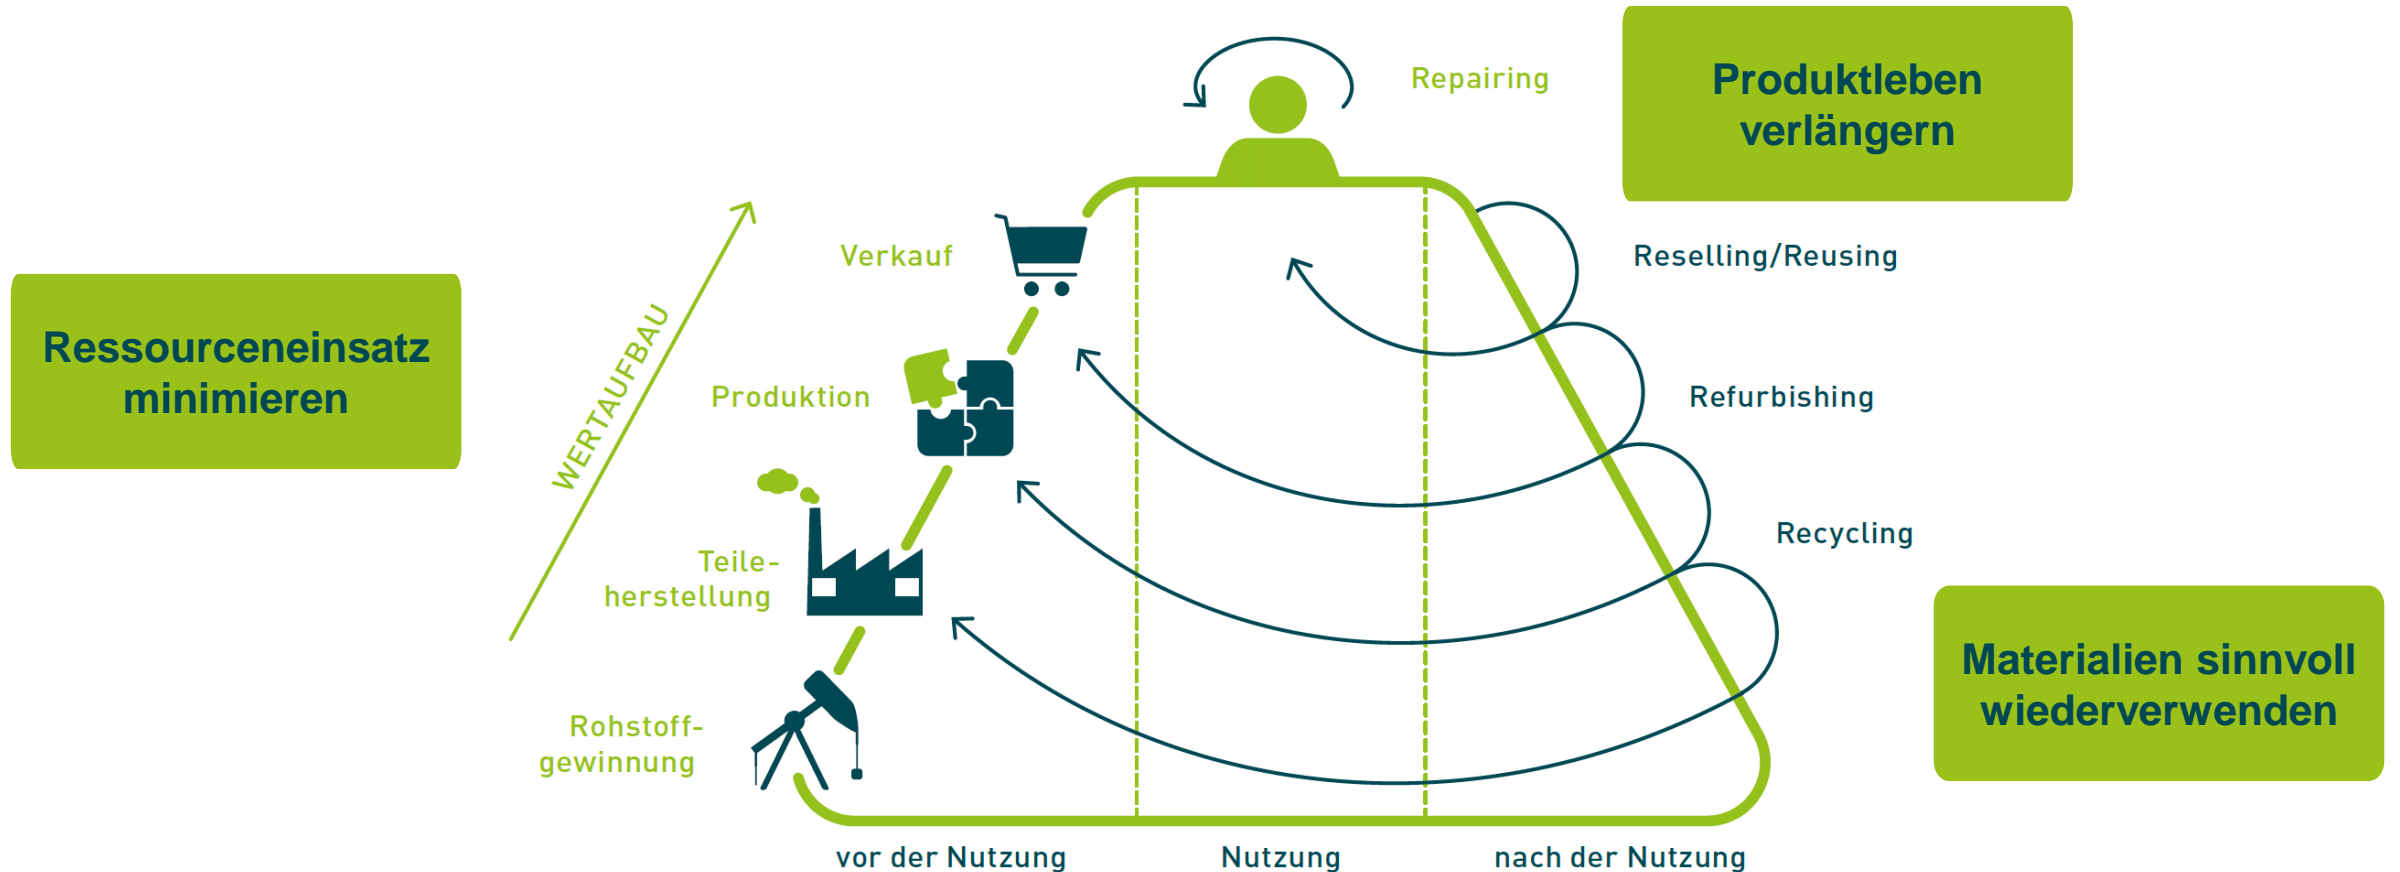 Ressourceneinsatz
minimieren
WERTAUFBAU
Verkauf
Produktion
Teile-
herstellung
Rohstoff-
gewinnung
Repairing
Produktleben
verlängern
Reselling/Reusing
Refurbishing
Recycling
Materialien sinnvoll
wiederverwenden
vor der Nutzung
Nutzung
nach der Nutzung